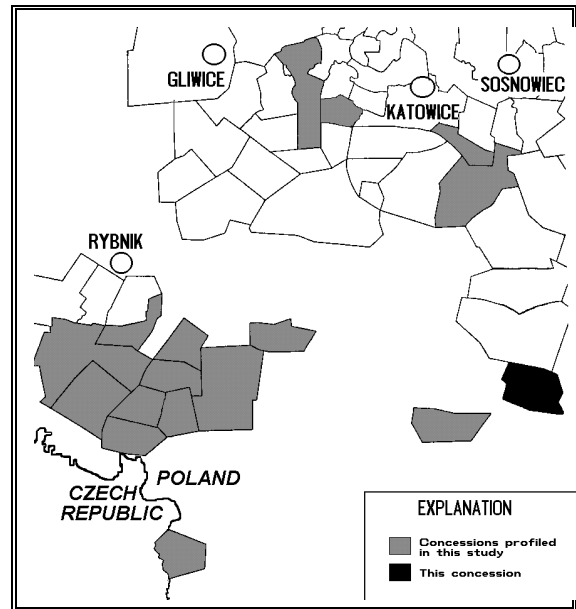 GLIWICE
KATOWICE
SOSNOWIEC
RYBNIK
POLAND
CZECH
REPUBLIC
EXPLANATION
Concessions profiled
in this study
This concession